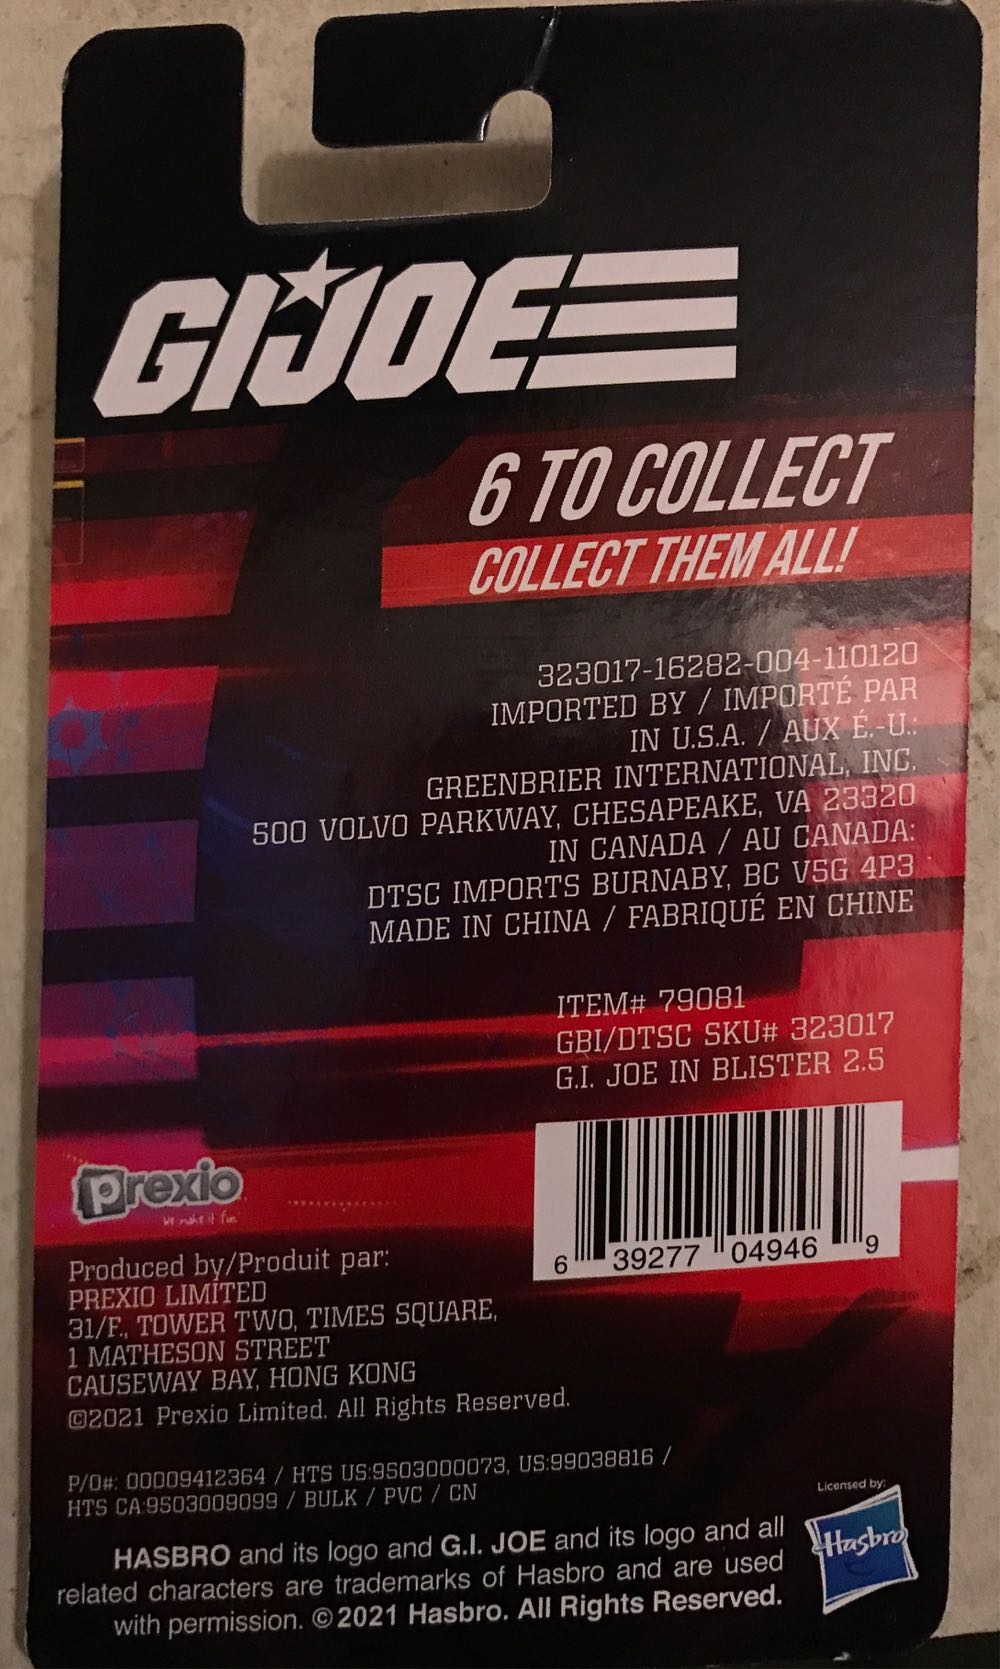 GIJOE
6 TO COLLECT
COLLECT THEM ALL!
323017-16282-004-110120
IMPORTED BY / IMPORTÉ PAR
IN U.S.A. / AUX É.-U.:
GREENBRIER INTERNATIONAL, INC.
500 VOLVO PARKWAY, CHESAPEAKE, VA 23320
IN CANADA / AU CANADA:
DTSC IMPORTS BURNABY, BC V5G 4P3
MADE IN CHINA / FABRIQUÉ EN CHINE
ITEM# 79081
GBI/DTSC SKU# 323017
G.I. JOE IN BLISTER 2.5
6 39277 04946 9
Prexio
We make it fun
Produced by/Produit par:
PREXIO LIMITED
31/F., TOWER TWO, TIMES SQUARE,
1 MATHESON STREET
CAUSEWAY BAY, HONG KONG
©2021 Prexio Limited. All Rights Reserved.
P/O#: 00009412364 / HTS US:9503000073, US:99038816 /
HTS CA:9503009099 / BULK / PVC / CN
Licensed by:
Hasbro
HASBRO and its logo and G.I. JOE and its logo and all
related characters are trademarks of Hasbro and are used
with permission. © 2021 Hasbro. All Rights Reserved.